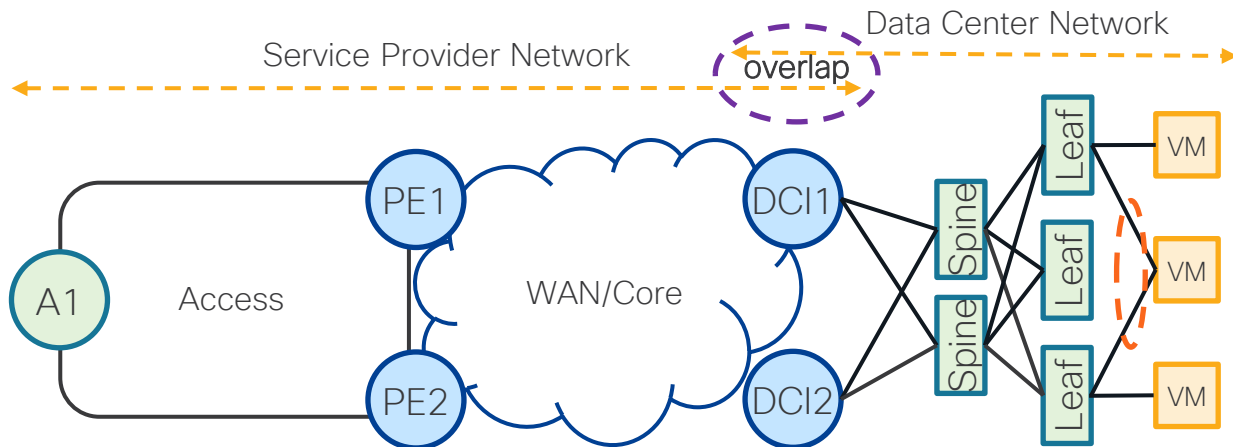 Data Center Network
Service Provider Network
overlap
PE1
DCI1
Spine
Leaf
VM
A1
Access
WAN/Core
Leaf
VM
PE2
DCI2
Spine
Leaf
VM